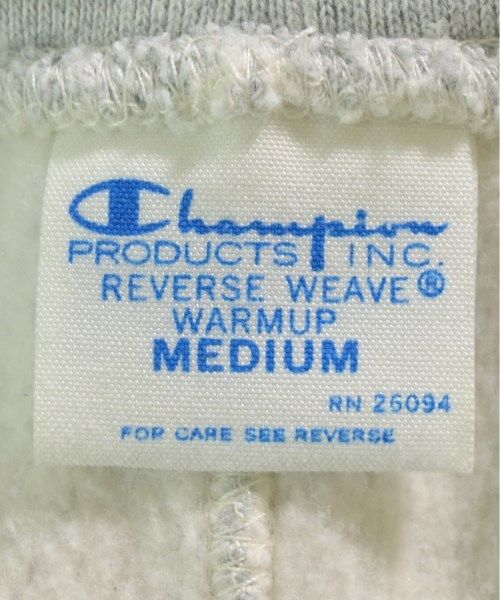 Champion
PRODUCTS INC.
REVERSE WEAVE®
WARMUP
MEDIUM
RN 26094
FOR CARE SEE REVERSE